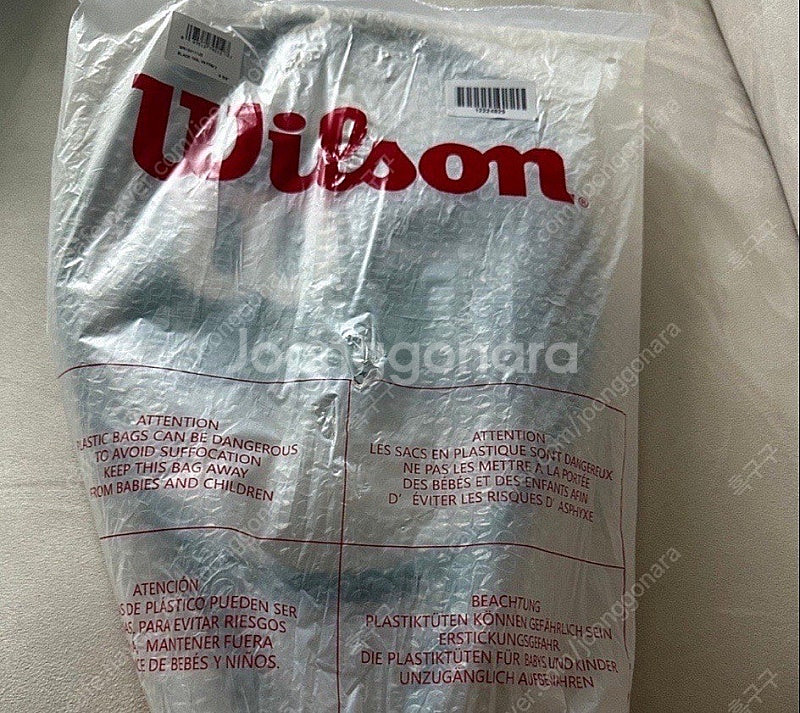 Wilson
12224826
Joonggonara
ATTENTION
LASTIC BAGS CAN BE DANGEROUS
TO AVOID SUFFOCATION
KEEP THIS BAG AWAY
FROM BABIES AND CHILDREN
ATTENTION
LES SACS EN PLASTIQUE SONT DANGEREUX
NE PAS LES METTRE À LA PORTÉE
DES BÉBÉS ET DES ENFANTS AFIN
D' ÉVITER LES RISQUES D' ASPHYXE
ATENCIÓN
S DE PLÁSTICO PUEDEN SER
AS, PARA EVITAR RIESGOS
MANTENER FUERA
CE DE BEBÉS Y NIÑOS.
BEACHTUNG
PLASTIKTÜTEN KÖNNEN GEFÄHRLICH SEIN
ERSTICKUNGSGEFAHR
DIE PLASTIKTÜTEN FÜR BABYS UND KINDER
UNZUGÄNGLICH AUFBEWAHREN